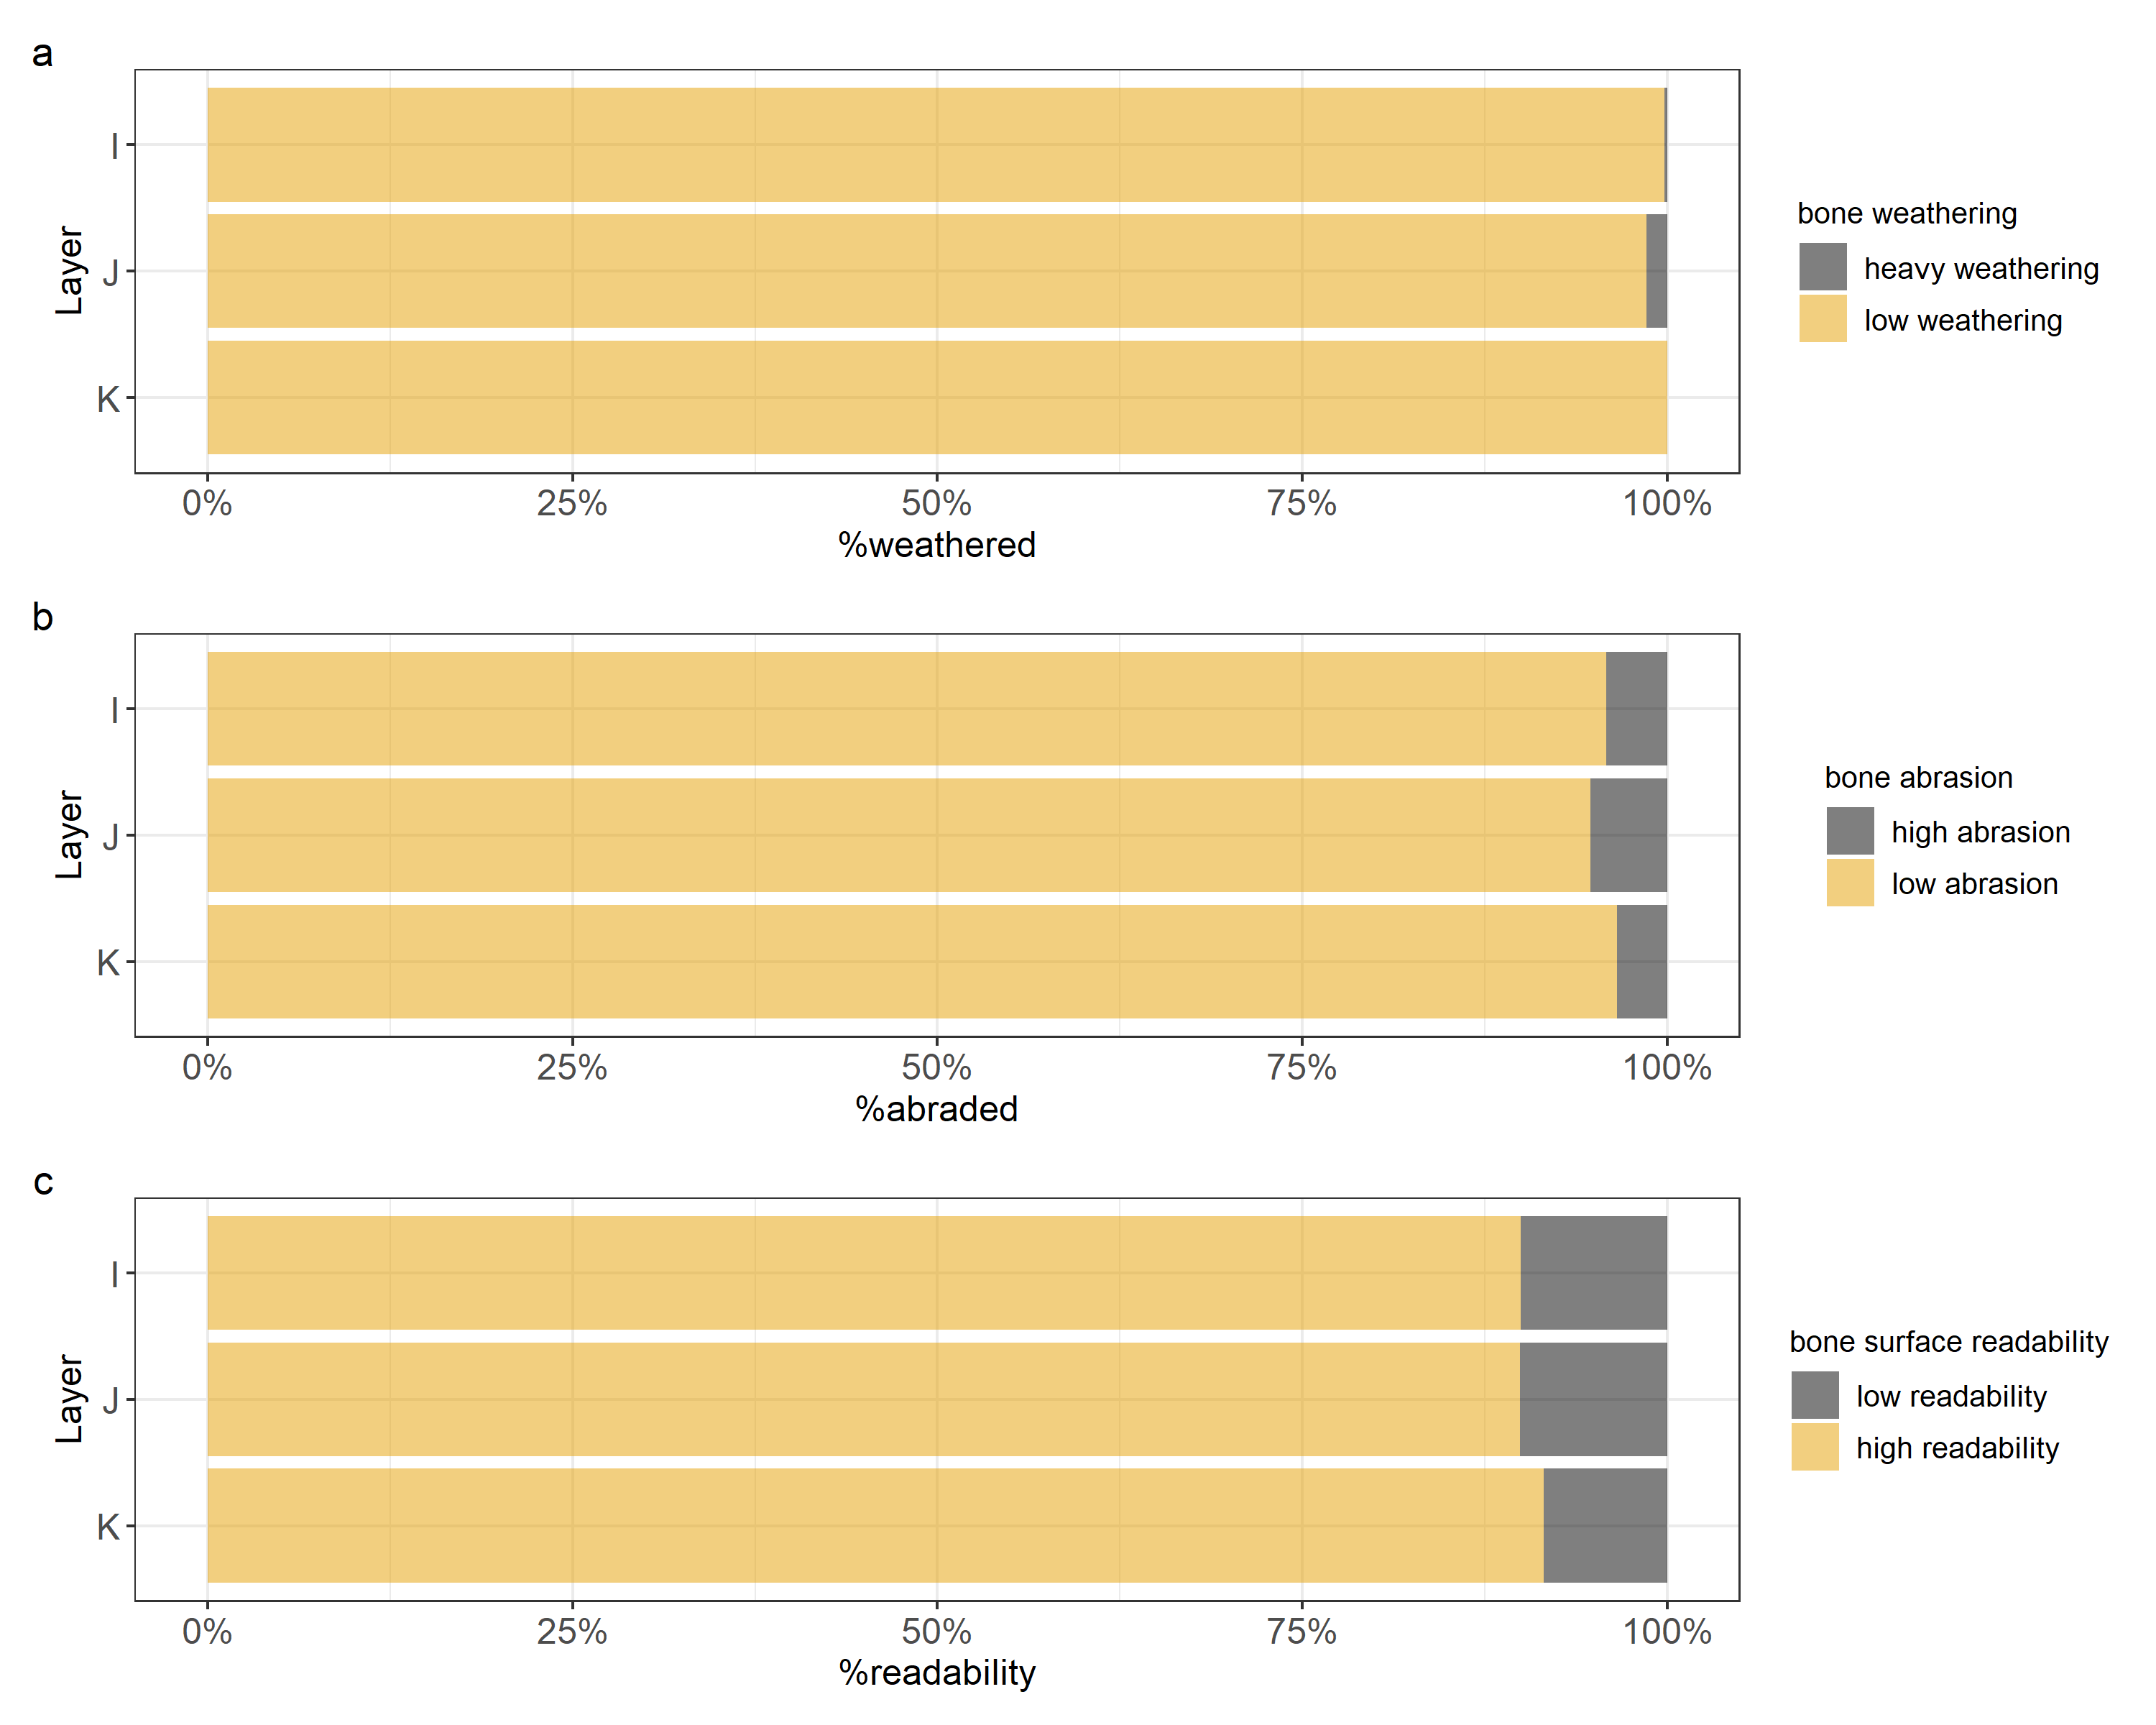 a
I
J
K
Layer
0% 25% 50% 75% 100%
%weathered
bone weathering
heavy weathering
low weathering
b
I
J
K
Layer
0% 25% 50% 75% 100%
%abraded
bone abrasion
high abrasion
low abrasion
c
I
J
K
Layer
0% 25% 50% 75% 100%
%readability
bone surface readability
low readability
high readability